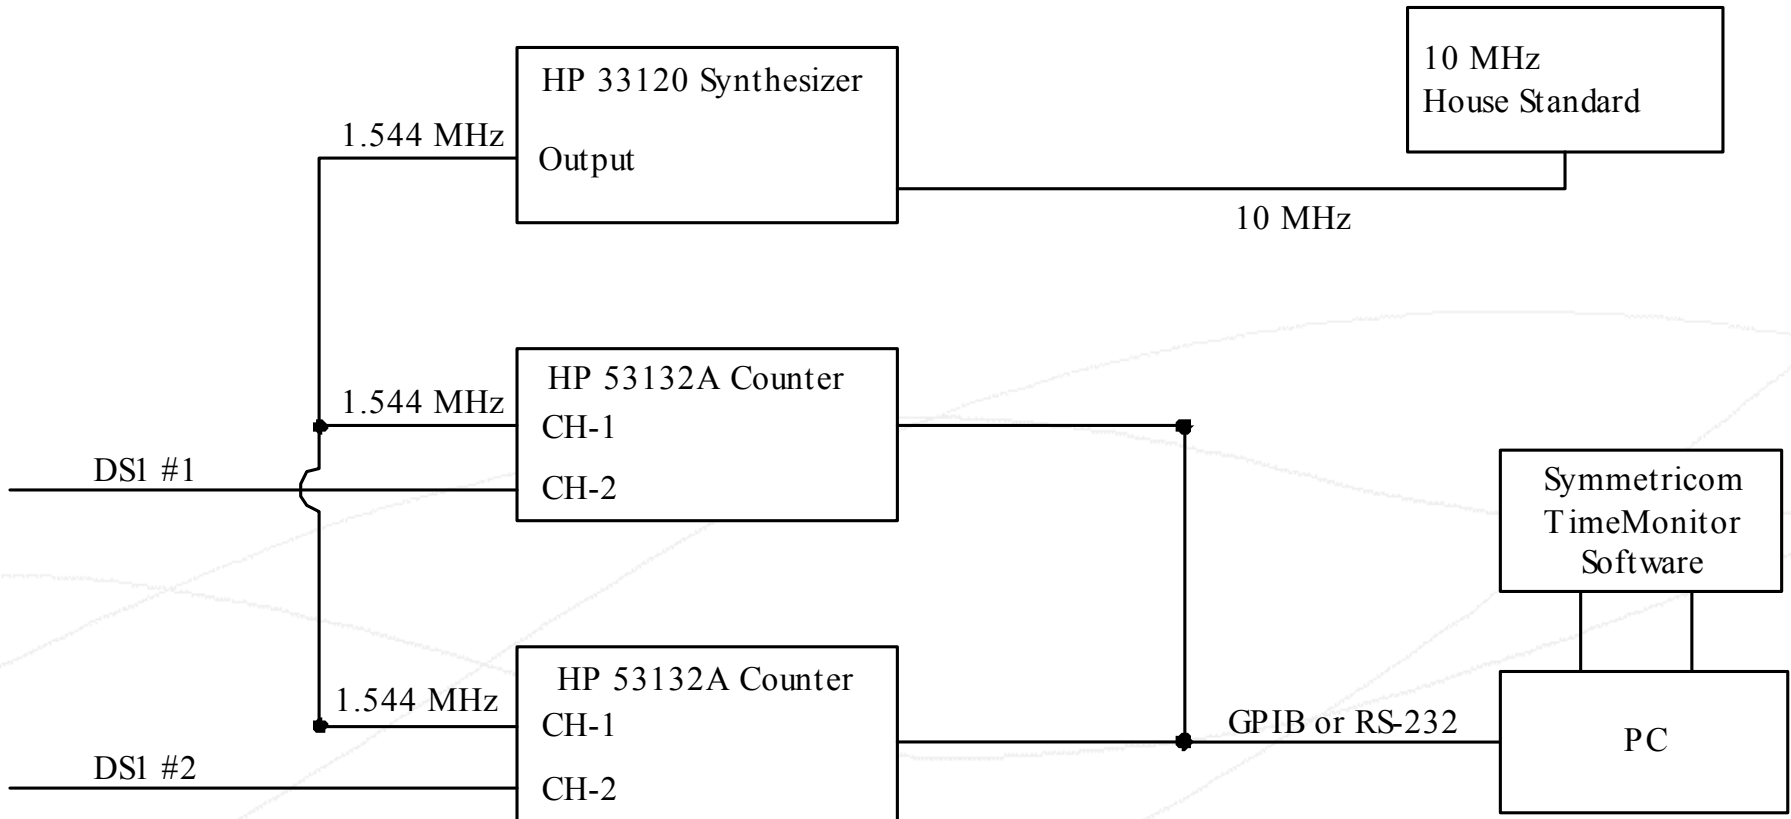 10 MHz
House Standard
HP 33120 Synthesizer
1.544 MHz
Output
10 MHz
HP 53132A Counter
1.544 MHz
CH-1
DS1 #1
CH-2
Symmetricom
TimeMonitor
Software
HP 53132A Counter
1.544 MHz
CH-1
GPIB or RS-232
PC
DS1 #2
CH-2